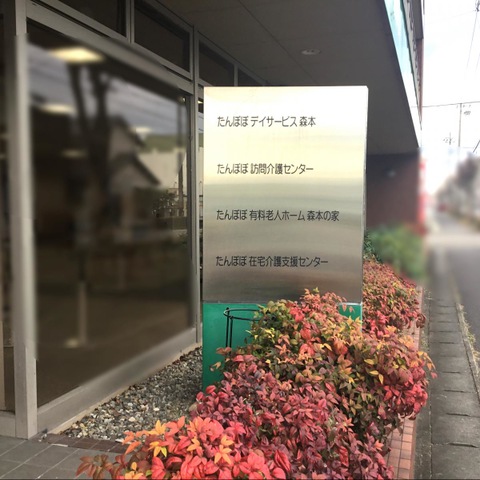 たんぽぽ デイサービス 森本
たんぽぽ 訪問介護センター
たんぽぽ 有料老人ホーム 森本の家
たんぽぽ 在宅介護支援センター